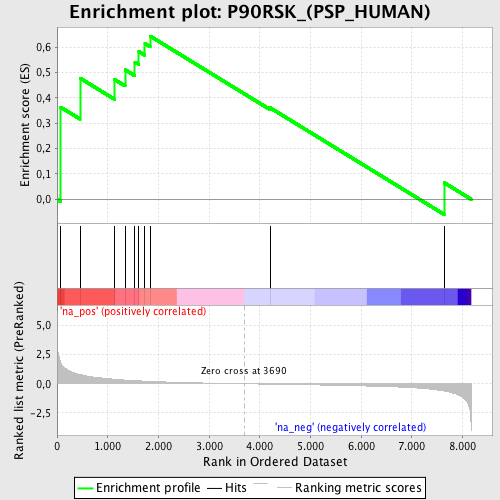 Enrichment plot: P90RSK_(PSP_HUMAN)
Enrichment score (ES)
0,6
0,5
0,4
0,3
0,2
0,1
0,0
'na_pos' (positively correlated)
Ranked list metric (PreRanked)
5,0
2,5
0,0
-2,5
Zero cross at 3690
'na_neg' (negatively correlated)
0 1.000 2.000 3.000 4.000 5.000 6.000 7.000 8.000
Rank in Ordered Dataset
Enrichment profile Hits Ranking metric scores